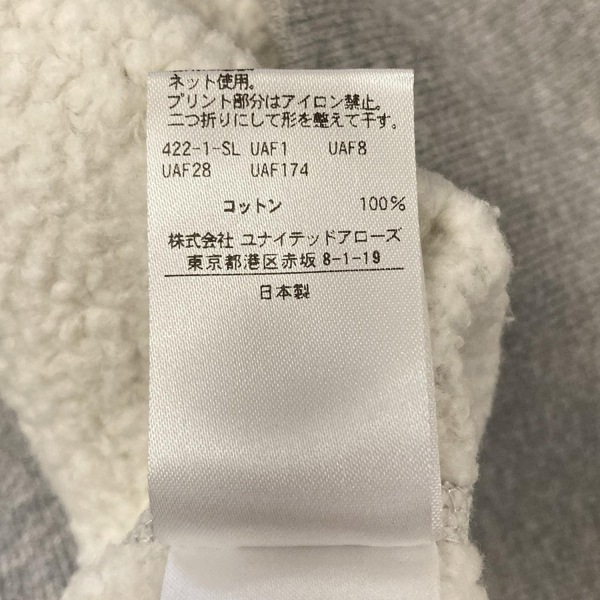 ネット使用。
プリント部分はアイロン禁止。
二つ折りにして形を整えて干す。
422-1-SL UAF1 UAF8
UAF28 UAF174
コットン 100%
株式会社 ユナイテッドアローズ
東京都港区赤坂 8-1-19
日本製